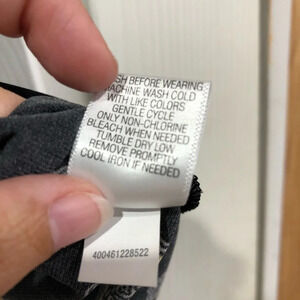 SH BEFORE WEARING
MACHINE WASH COLD
WITH LIKE COLORS
GENTLE CYCLE
ONLY NON-CHLORINE
BLEACH WHEN NEEDED
TUMBLE DRY LOW
REMOVE PROMPTLY
COOL IRON IF NEEDED
400461228522